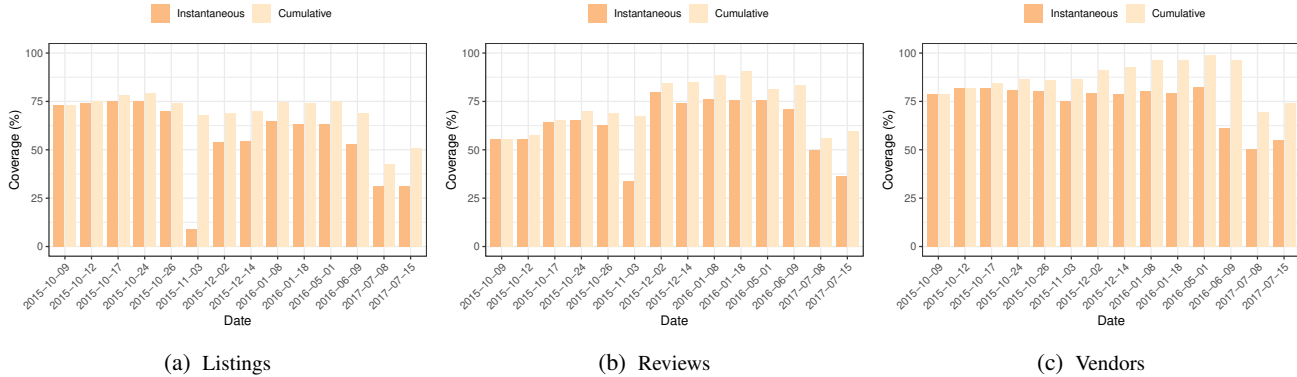 Instantaneous Cumulative
100
75
50
25
0
Coverage (%)
2015−10−09 2015−10−12 2015−10−17 2015−10−24 2015−10−26 2015−11−03 2015−12−02 2015−12−14 2016−01−08 2016−01−18 2016−05−01 2016−06−09 2017−07−08 2017−07−15
Date
(a) Listings
Instantaneous Cumulative
100
75
50
25
0
Coverage (%)
2015−10−09 2015−10−12 2015−10−17 2015−10−24 2015−10−26 2015−11−03 2015−12−02 2015−12−14 2016−01−08 2016−01−18 2016−05−01 2016−06−09 2017−07−08 2017−07−15
Date
(b) Reviews
Instantaneous Cumulative
100
75
50
25
0
Coverage (%)
2015−10−09 2015−10−12 2015−10−17 2015−10−24 2015−10−26 2015−11−03 2015−12−02 2015−12−14 2016−01−08 2016−01−18 2016−05−01 2016−06−09 2017−07−08 2017−07−15
Date
(c) Vendors